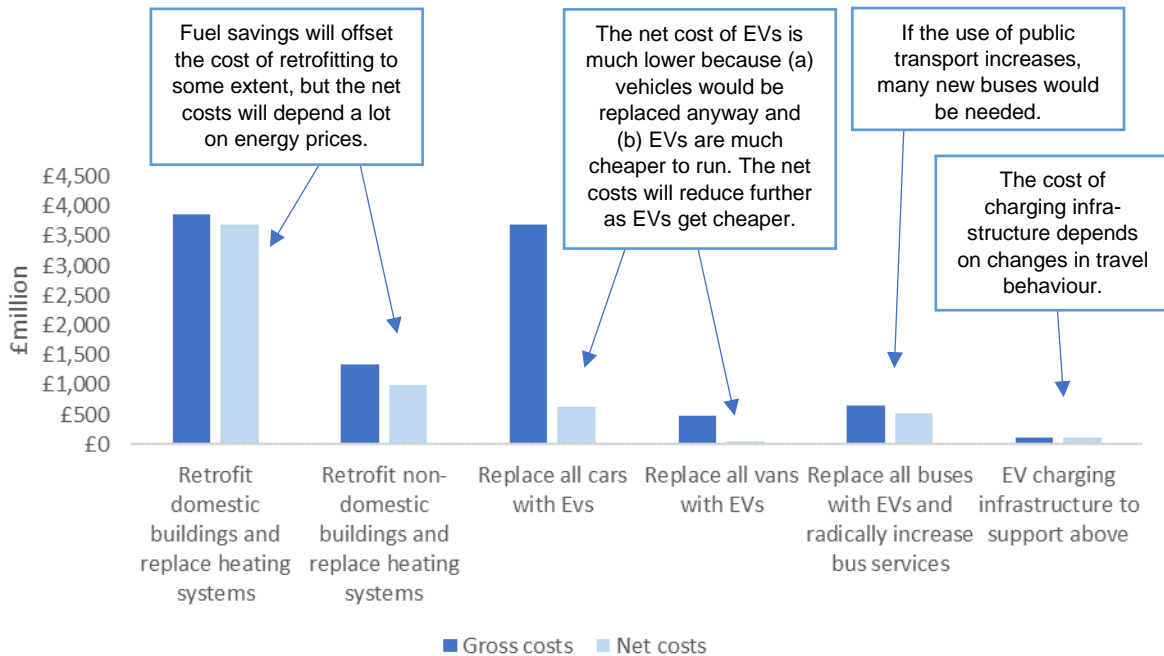 Fuel savings will offset
the cost of retrofitting to
some extent, but the net
costs will depend a lot
on energy prices.
The net cost of EVs is
much lower because (a)
vehicles would be
replaced anyway and
(b) EVs are much
cheaper to run. The net
costs will reduce further
as EVs get cheaper.
If the use of public
transport increases,
many new buses would
be needed.
The cost of
charging infra-
structure depends
on changes in travel
behaviour.
£million
£4,500
£4,000
£3,500
£3,000
£2,500
£2,000
£1,500
£1,000
£500
£0
Retrofit
domestic
buildings and
replace heating
systems
Retrofit non-
domestic
buildings and
replace heating
systems
Replace all cars
with Evs
Replace all vans
with EVs
Replace all buses
with EVs and
radically increase
bus services
EV charging
infrastructure to
support above
Gross costs
Net costs